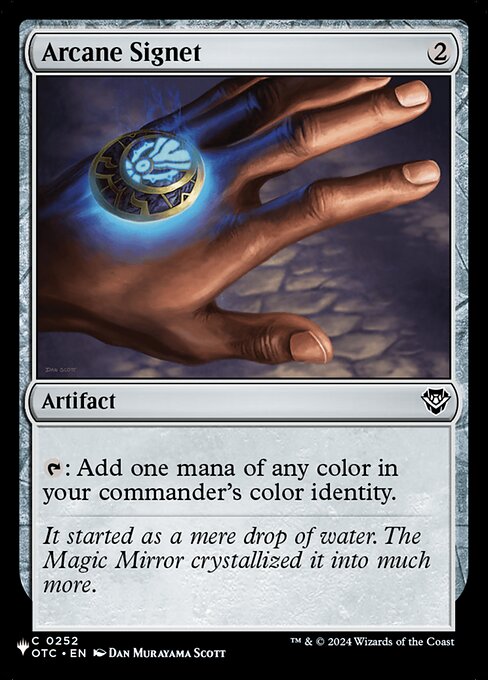 Arcane Signet 2
DAN SCOTT
Artifact
: Add one mana of any color in
your commander's color identity.
It started as a mere drop of water. The
Magic Mirror crystallized it into much
more.
C 0252
OTC • EN Dan Murayama Scott
™ & © 2024 Wizards of the Coast